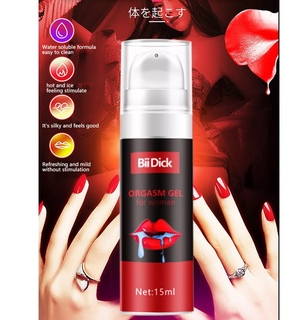 体を起こす
Water soluble formula
easy to clean
hot and ice
feeling stimulate
It's silky and feels good
Refreshing and mild
without stimulation
BiiDick
ORGASM GEL
for woman
Net:15ml